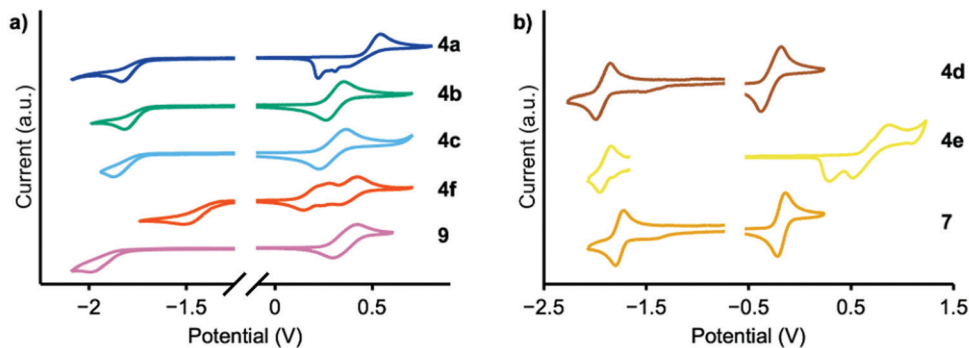 a)
4a
4b
4c
4f
9
Current (a.u.)
−2
−1.5
0
0.5
Potential (V)
b)
4d
4e
7
Current (a.u.)
−2.5
−1.5
−0.5
0.5
1.5
Potential (V)